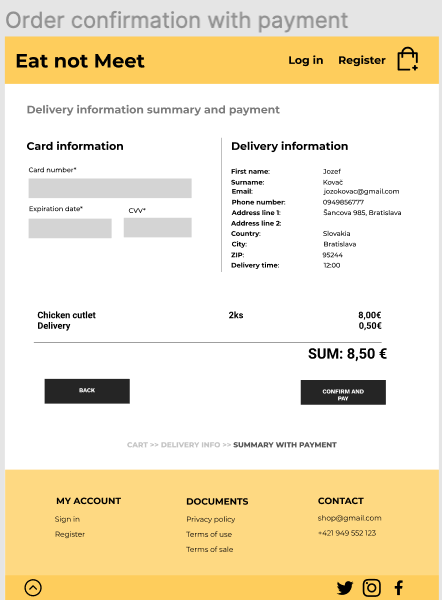 Order confirmation with payment
Eat not Meet
Log in Register
Delivery information summary and payment
Card information
Card number*
Expiration date* CVV*
Delivery information
First name: Jozef
Surname: Kovač
Email: jozokovac@gmail.com
Phone number: 0949856777
Address line 1: Šancova 985, Bratislava
Address line 2:
Country: Slovakia
City: Bratislava
ZIP: 95244
Delivery time: 12:00
Chicken cutlet 2ks 8,00€
Delivery 0,50€
SUM: 8,50 €
BACK
CONFIRM AND
PAY
CART >> DELIVERY INFO >> SUMMARY WITH PAYMENT
MY ACCOUNT
Sign in
Register
DOCUMENTS
Privacy policy
Terms of use
Terms of sale
CONTACT
shop@gmail.com
+421 949 552 123